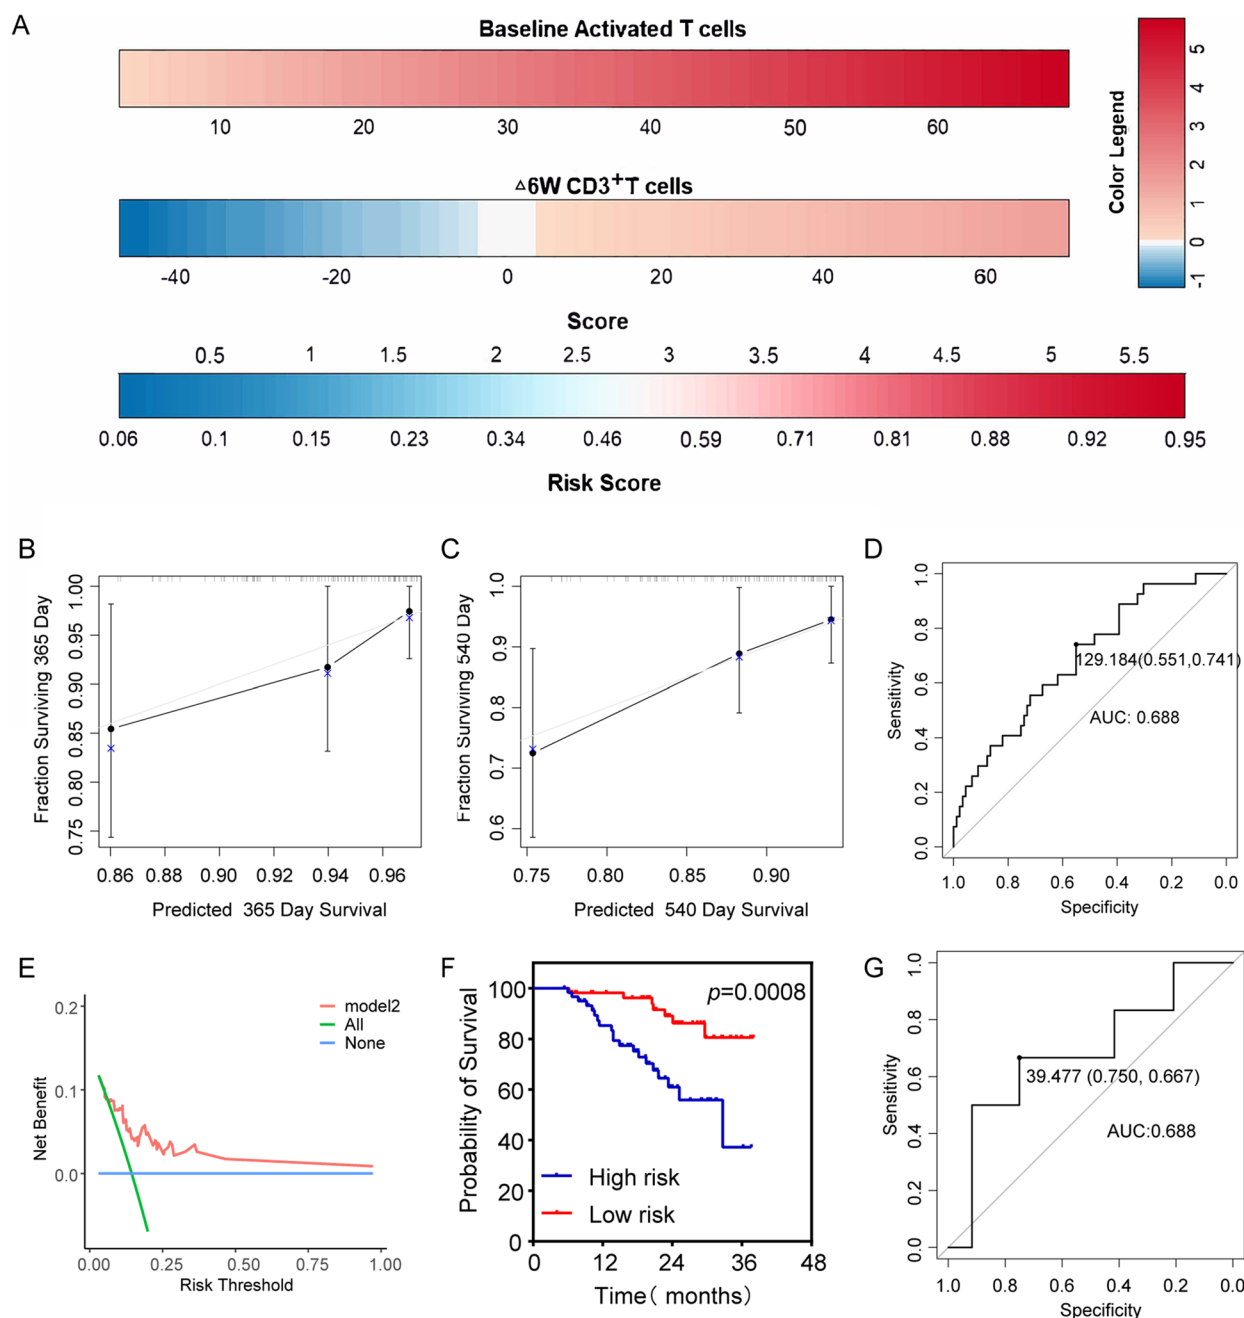 A
Baseline Activated T cells
10 20 30 40 50 60
△6W CD3+T cells
-40 -20 0 20 40 60
Color Legend
-1 0 1 2 3 4 5
Score
0.5 1 1.5 2 2.5 3 3.5 4 4.5 5 5.5
0.06 0.1 0.15 0.23 0.34 0.46 0.59 0.71 0.81 0.88 0.92 0.95
Risk Score
B
Fraction Surviving 365 Day
0.75 0.80 0.85 0.90 0.95 1.00
0.86 0.88 0.90 0.92 0.94 0.96
Predicted 365 Day Survival
C
Fraction Surviving 540 Day
0.6 0.7 0.8 0.9 1.0
0.75 0.80 0.85 0.90
Predicted 540 Day Survival
D
Sensitivity
0.0 0.2 0.4 0.6 0.8 1.0
129.184(0.551,0.741)
AUC: 0.688
1.0 0.8 0.6 0.4 0.2 0.0
Specificity
E
Net Benefit
0.2
0.1
0.0
model2
All
None
0.00 0.25 0.50 0.75 1.00
Risk Threshold
F
Probability of Survival
100
80
60
40
20
0
p=0.0008
High risk
Low risk
0 12 24 36 48
Time( months)
G
Sensitivity
0.0 0.2 0.4 0.6 0.8 1.0
39.477 (0.750, 0.667)
AUC:0.688
1.0 0.8 0.6 0.4 0.2 0.0
Specificity